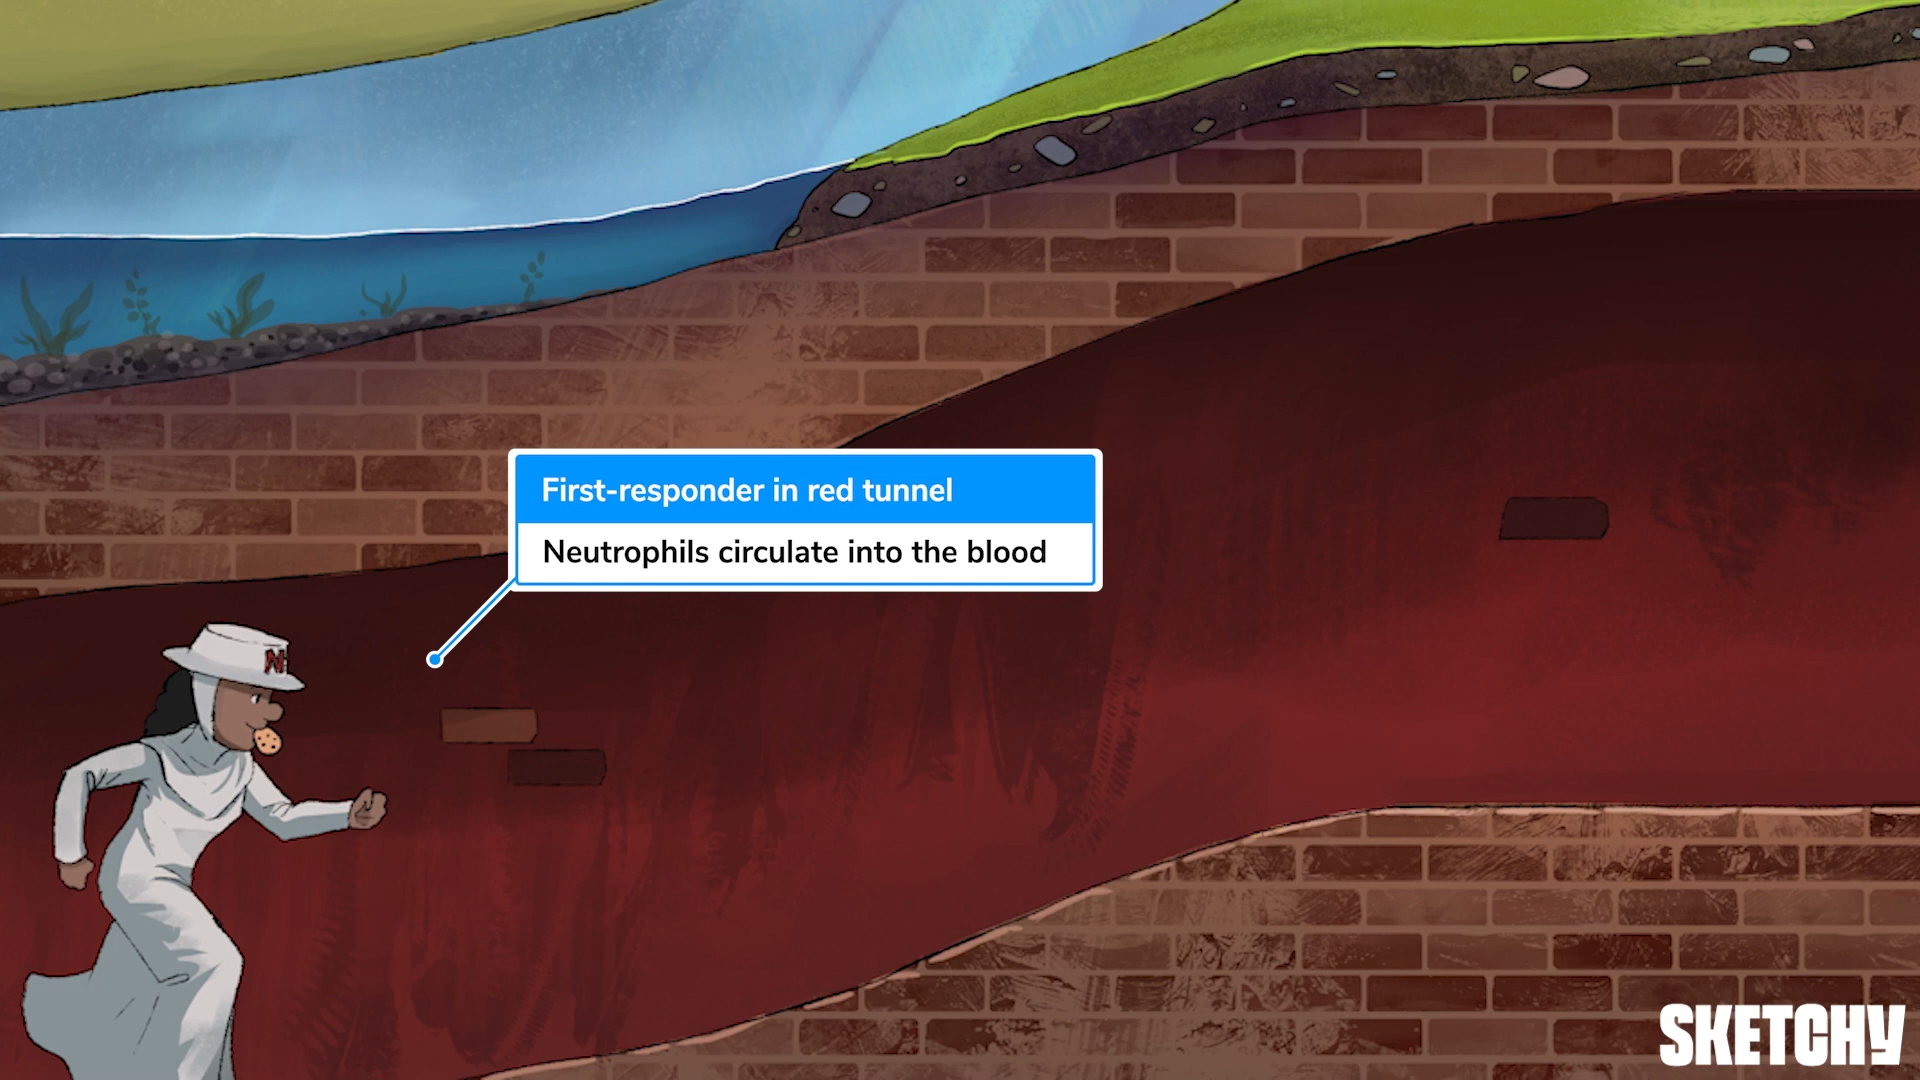 First-responder in red tunnel
Neutrophils circulate into the blood
N
SKETCHY